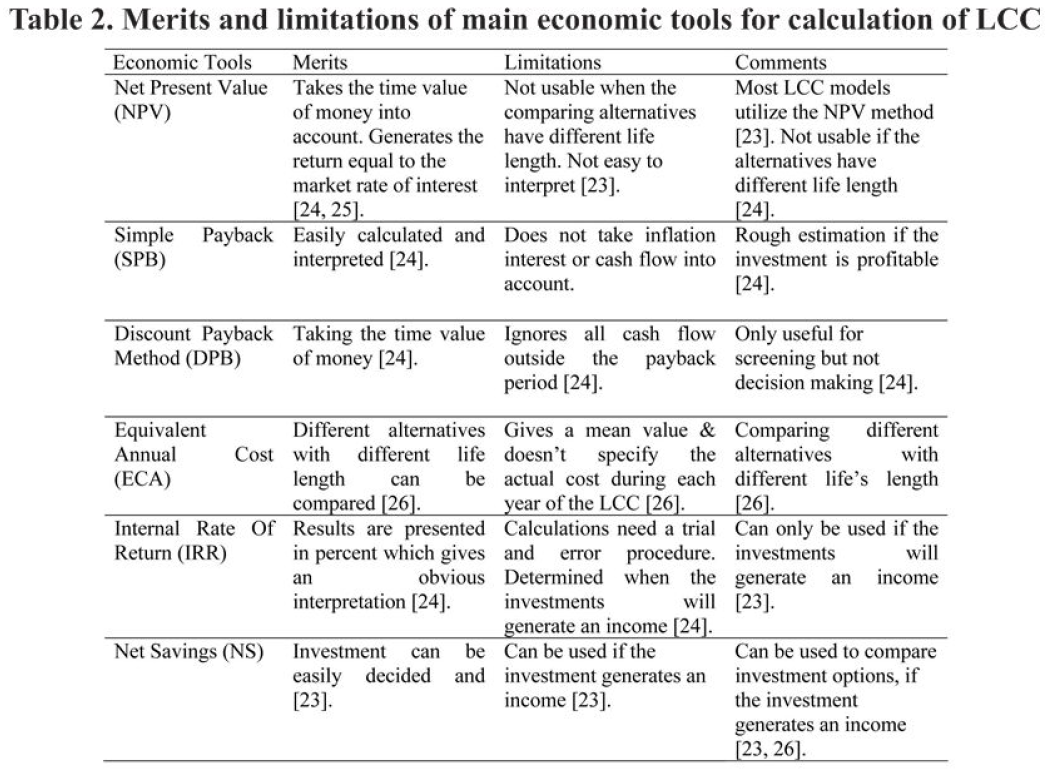 Table 2. Merits and limitations of main economic tools for calculation of LCC
Economic Tools Merits Limitations Comments
Net Present Value Takes the time value Not usable when the Most LCC models
(NPV) of money into comparing alternatives utilize the NPV method
account. Generates the have different life [23]. Not usable if the
return equal to the length. Not easy to alternatives have
market rate of interest interpret [23]. different life length
[24, 25]. [24].
Simple Payback Easily calculated and Does not take inflation Rough estimation if the
(SPB) interpreted [24]. interest or cash flow into investment is profitable
account. [24].
Discount Payback Taking the time value Ignores all cash flow Only useful for
Method (DPB) of money [24]. outside the payback screening but not
period [24]. decision making [24].
Equivalent Different alternatives Gives a mean value & Comparing different
Annual Cost with different life doesn't specify the alternatives with
(ECA) length can be actual cost during each different life's length
compared [26]. year of the LCC [26]. [26].
Internal Rate Of Results are presented Calculations need a trial Can only be used if the
Return (IRR) in percent which gives and error procedure. investments will
an obvious Determined when the generate an income
interpretation [24]. investments will [23].
generate an income [24].
Net Savings (NS) Investment can be Can be used if the Can be used to compare
easily decided and investment generates an investment options, if
[23]. income [23]. the investment
generates an income
[23, 26].